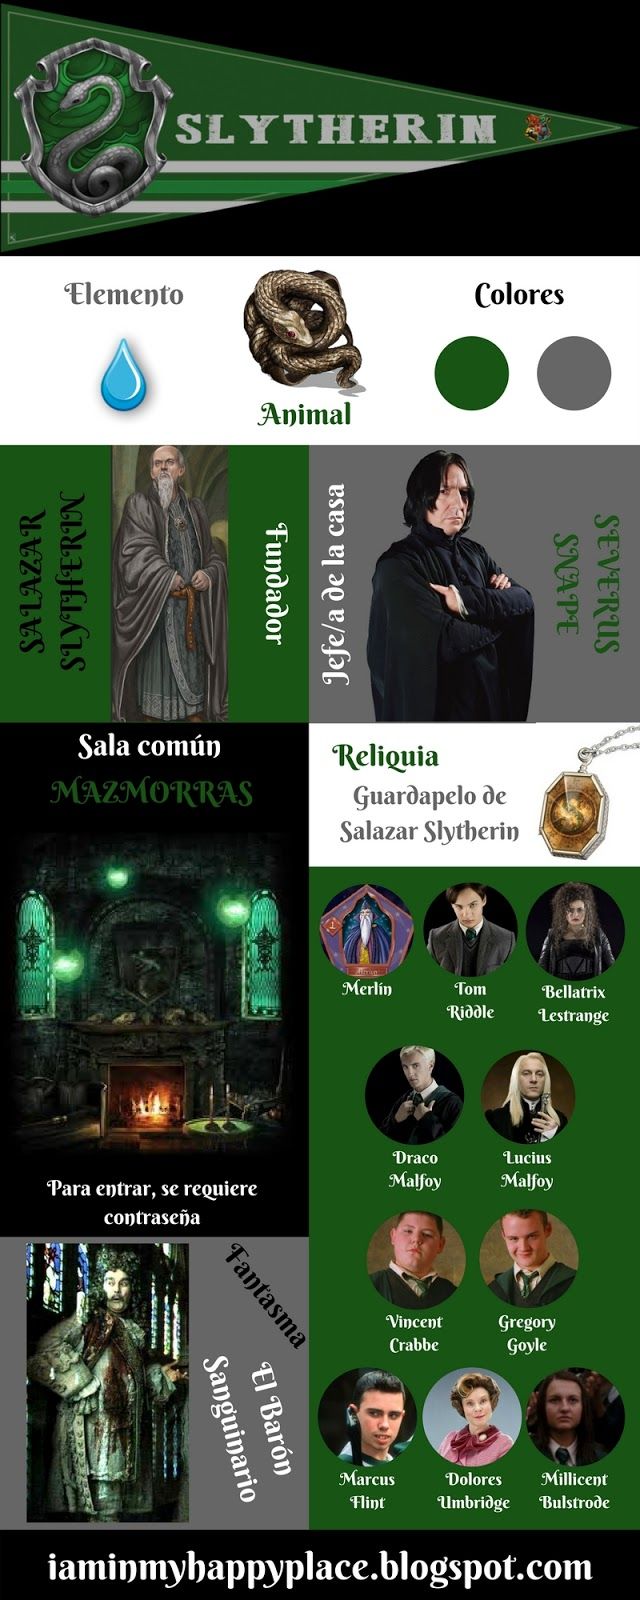 SLYTHERIN
Elemento
Animal
Colores
SALAZAR
SLYTHERIN
Fundador
Jefe/a de la casa
SEVERUS
SNAPE
Sala común
MAZMORRAS
Para entrar, se requiere
contraseña
Reliquia
Guardapelo de
Salazar Slytherin
Merlín
Tom
Riddle
Bellatrix
Lestrange
Draco
Malfoy
Lucius
Malfoy
Vincent
Crabbe
Gregory
Goyle
Marcus
Flint
Dolores
Umbridge
Millicent
Bulstrode
Fantasma
El Barón
Sanguinario
iaminmyhappyplace.blogspot.com